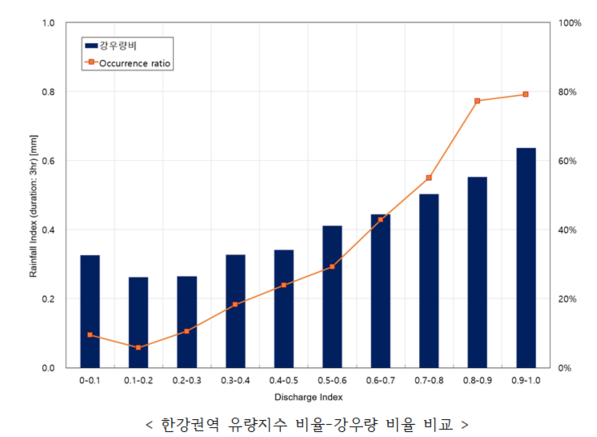 1.0
0.8
0.6
0.4
0.2
0.0
100%
80%
60%
40%
20%
0%
강우량비
Occurrence ratio
Rainfall Index (duration: 3hr) [mm]
0-0.1 0.1-0.2 0.2-0.3 0.3-0.4 0.4-0.5 0.5-0.6 0.6-0.7 0.7-0.8 0.8-0.9 0.9-1.0
Discharge Index
< 한강권역 유량지수 비율-강우량 비율 비교 >